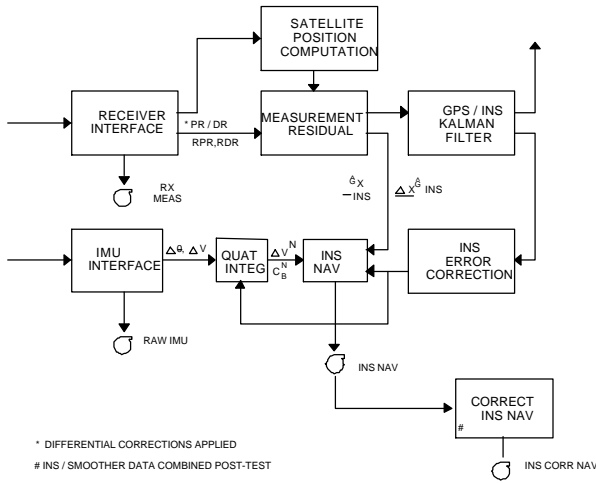 SATELLITE
POSITION
COMPUTATION
RECEIVER
INTERFACE
* PR / DR
RPR,RDR
MEASUREMENT
RESIDUAL
GPS / INS
KALMAN
FILTER
RX
MEAS
ĜX
INS
ΔX Ĝ INS
IMU
INTERFACE
Δθ, ΔV
QUAT
INTEG
ΔV N
C N B
INS
NAV
INS
ERROR
CORRECTION
RAW IMU
INS NAV
CORRECT
INS NAV
#
* DIFFERENTIAL CORRECTIONS APPLIED
# INS / SMOOTHER DATA COMBINED POST-TEST
INS CORR NAV